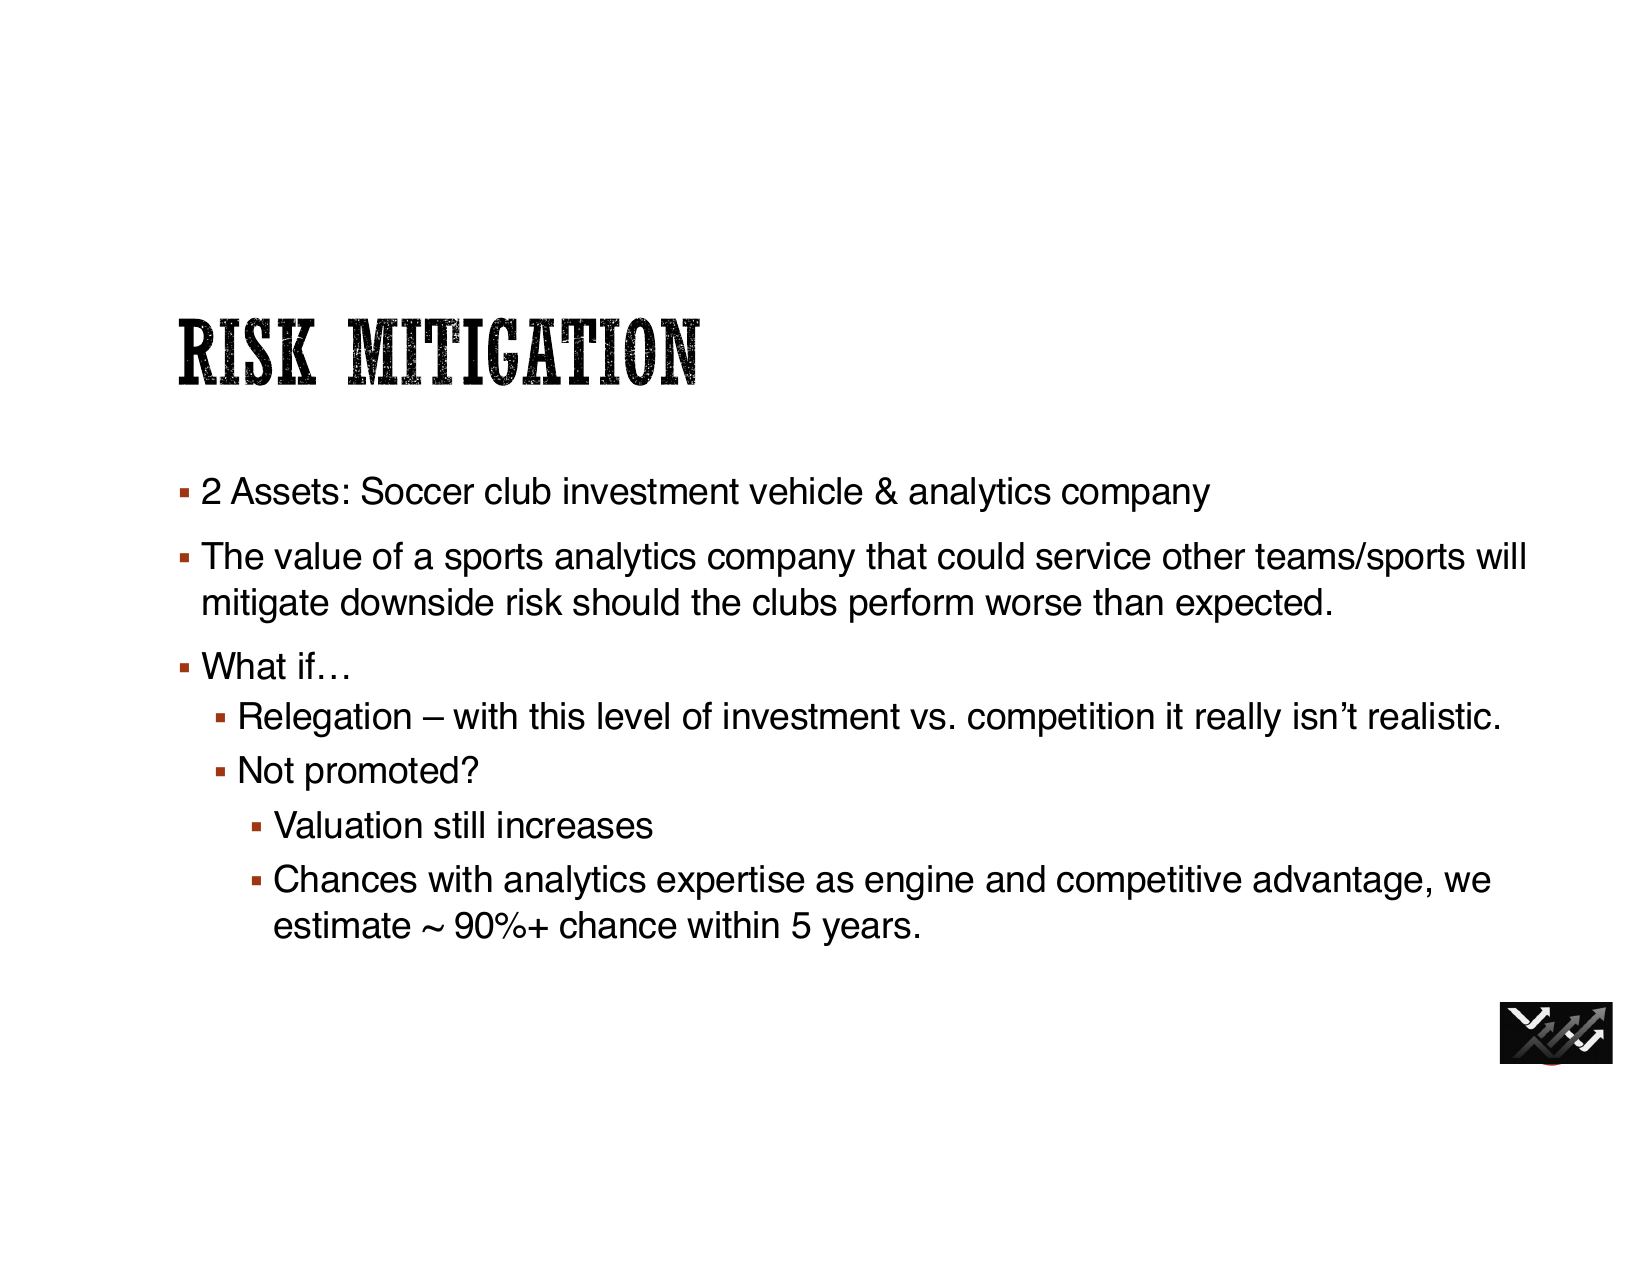 RISK MITIGATION
▪ 2 Assets: Soccer club investment vehicle & analytics company
▪ The value of a sports analytics company that could service other teams/sports will
mitigate downside risk should the clubs perform worse than expected.
▪ What if…
▪ Relegation – with this level of investment vs. competition it really isn’t realistic.
▪ Not promoted?
▪ Valuation still increases
▪ Chances with analytics expertise as engine and competitive advantage, we
estimate ~ 90%+ chance within 5 years.